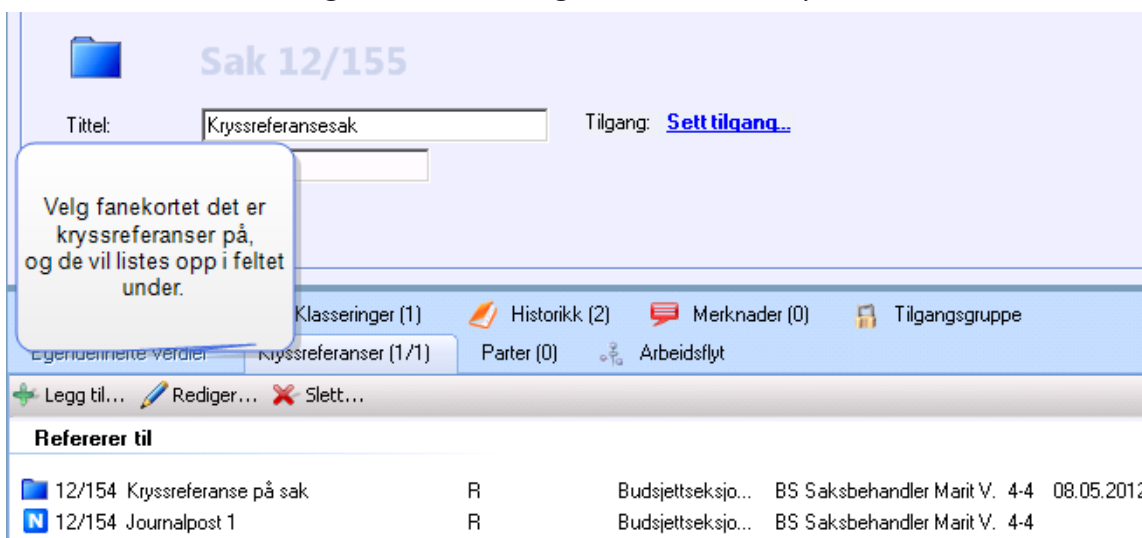 Sak 12/155
Tittel: Kryssreferansesak Tilgang: Sett tilgang...
Velg fanekortet det er
kryssreferanser på,
og de vil listes opp i feltet
under.
Klasseringer (1) Historikk (2) Merknader (0) Tilgangsgruppe
Egendefinerte verdier Kryssreferanser (1/1) Parter (0) Arbeidsflyt
Legg til... Rediger... Slett...
Refererer til
12/154 Kryssreferanse på sak R Budsjettseksjo... BS Saksbehandler Marit V. 4-4 08.05.2012
N 12/154 Journalpost 1 R Budsjettseksjo... BS Saksbehandler Marit V. 4-4